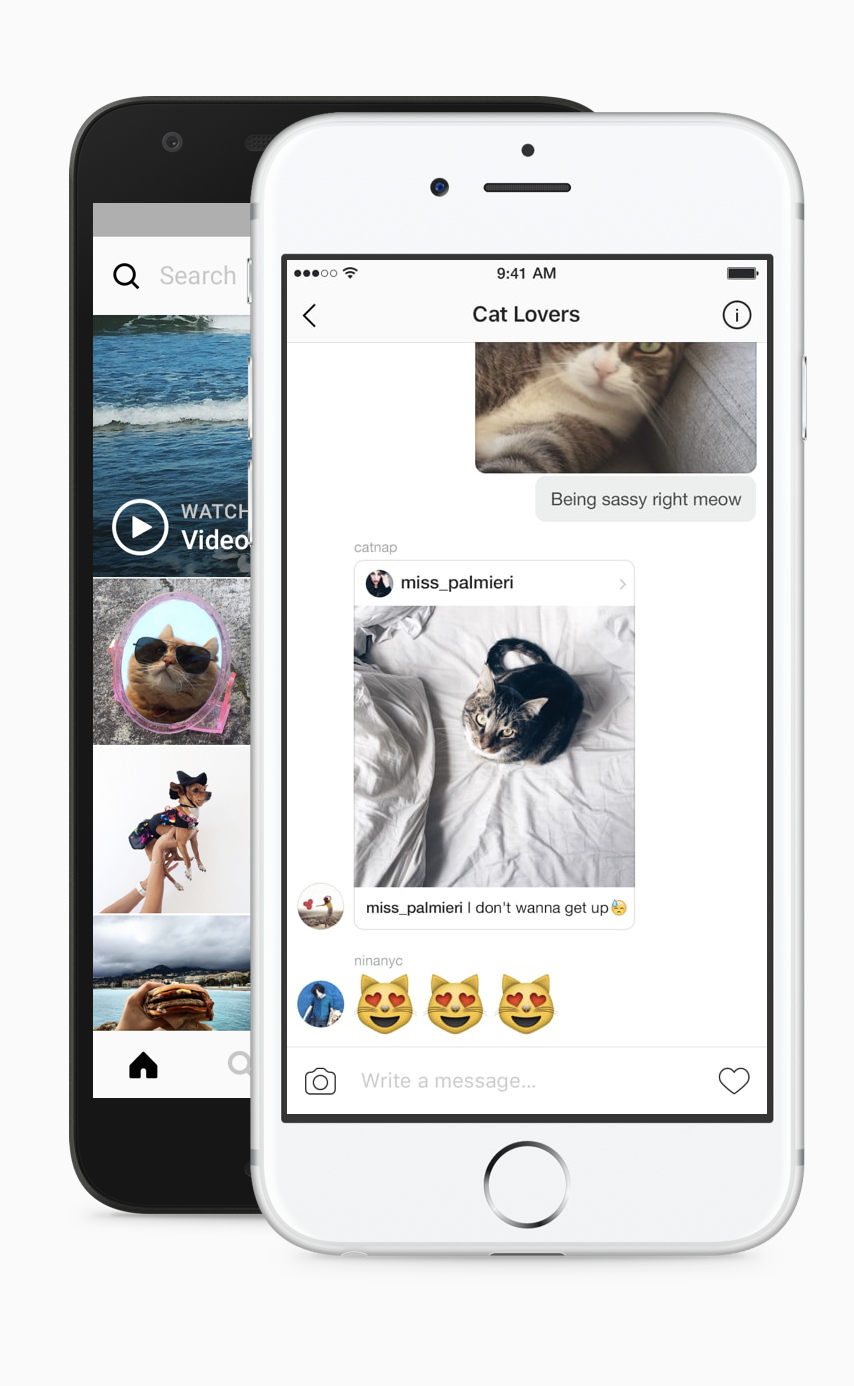 Search
WATCH
Video
9:41 AM
Cat Lovers
Being sassy right meow
catnap
miss_palmieri
miss_palmieri I don't wanna get up😓
ninanyc
😻 😻 😻
Write a message...